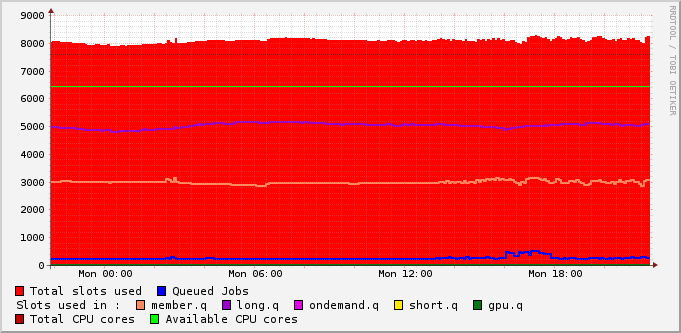 RRDTOOL / TOBI OETIKER
9000
8000
7000
6000
5000
4000
3000
2000
1000
0
Mon 00:00 Mon 06:00 Mon 12:00 Mon 18:00
Total slots used Queued Jobs
Slots used in : member.q long.q ondemand.q short.q gpu.q
Total CPU cores Available CPU cores